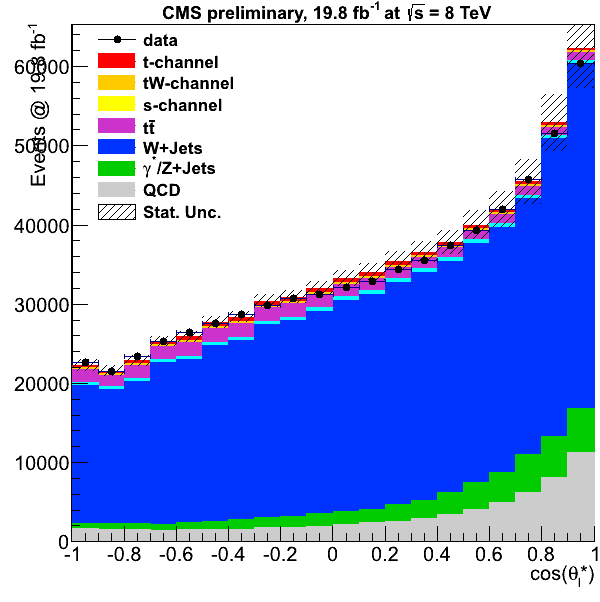 CMS preliminary, 19.8 fb⁻¹ at √s = 8 TeV
Events @ 19.8 fb⁻¹
data
t-channel
tW-channel
s-channel
tt̄
W+Jets
γ*/Z+Jets
QCD
Stat. Unc.
60000
50000
40000
30000
20000
10000
0
-1 -0.8 -0.6 -0.4 -0.2 0 0.2 0.4 0.6 0.8 1
cos(θₗ*)